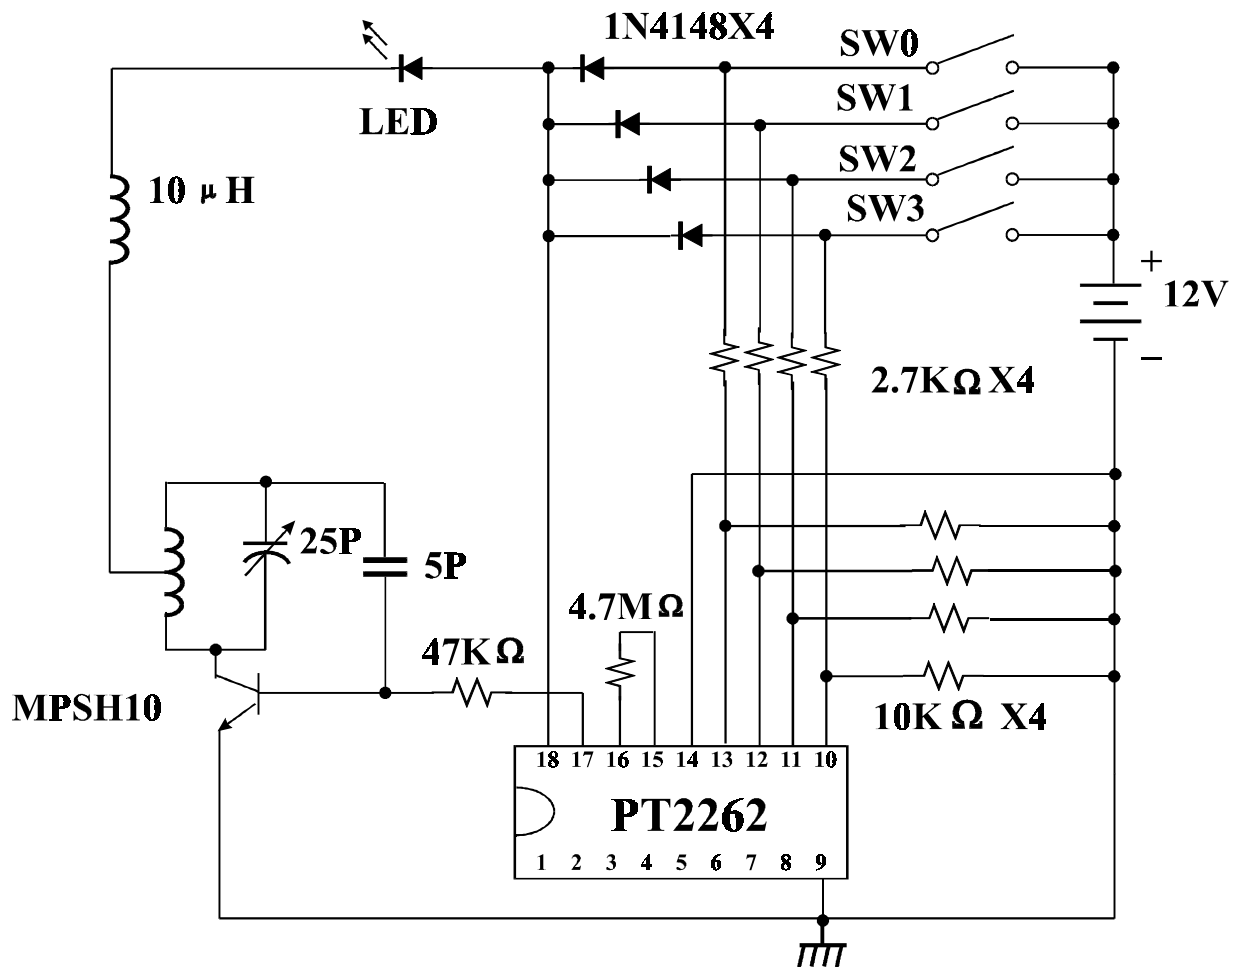 1N4148X4
SW0
LED
SW1
10 μH
SW2
SW3
+
12V
−
2.7KΩ X4
25P
5P
4.7MΩ
47KΩ
MPSH10
10KΩ X4
18 17 16 15 14 13 12 11 10
PT2262
1 2 3 4 5 6 7 8 9